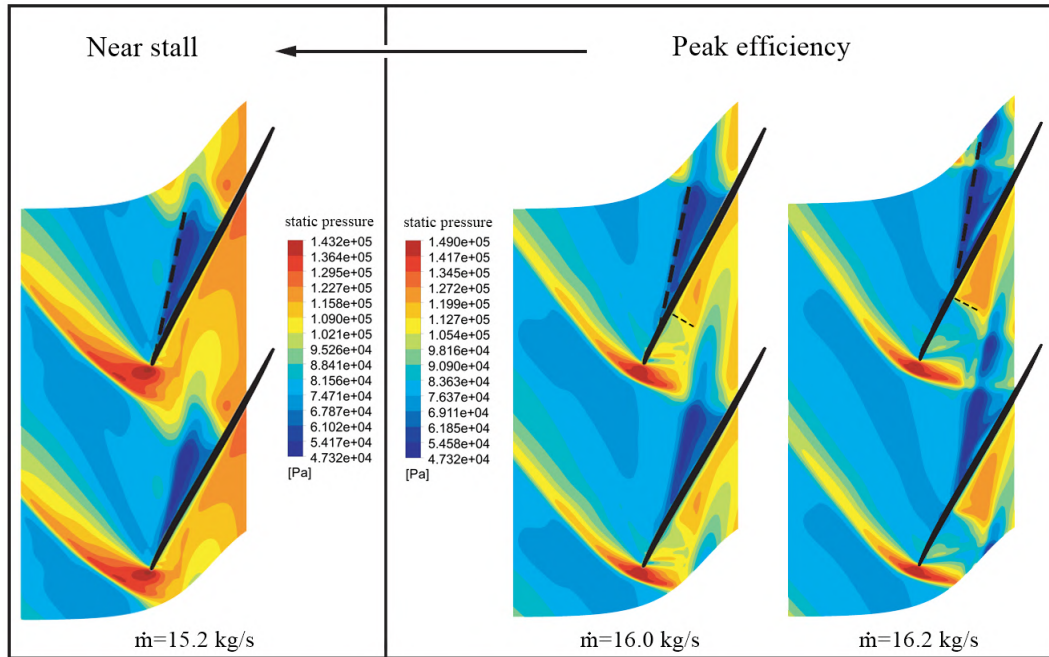 Near stall
Peak efficiency
static pressure
1.432e+05
1.364e+05
1.295e+05
1.227e+05
1.158e+05
1.090e+05
1.021e+05
9.526e+04
8.841e+04
8.156e+04
7.471e+04
6.787e+04
6.102e+04
5.417e+04
4.732e+04
[Pa]
static pressure
1.490e+05
1.417e+05
1.345e+05
1.272e+05
1.199e+05
1.127e+05
1.054e+05
9.816e+04
9.090e+04
8.363e+04
7.637e+04
6.911e+04
6.185e+04
5.458e+04
4.732e+04
[Pa]
ṁ=15.2 kg/s
ṁ=16.0 kg/s
ṁ=16.2 kg/s